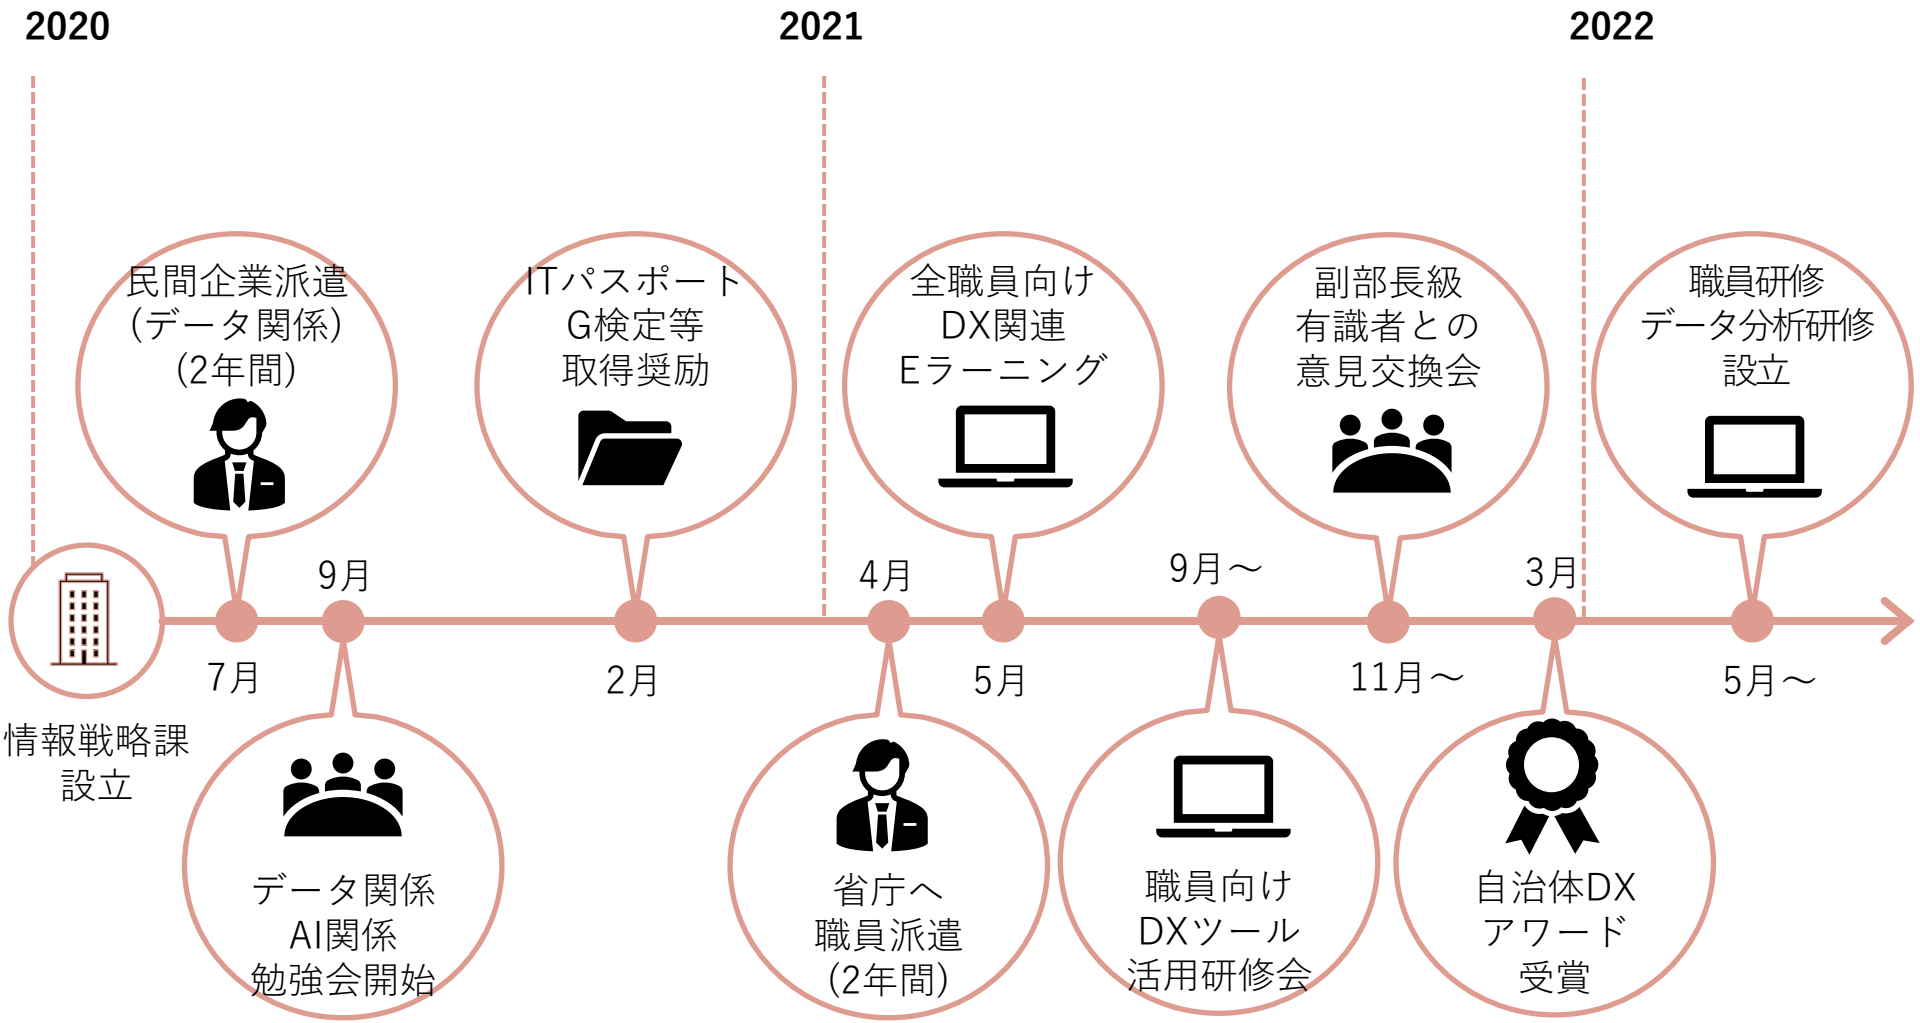 2020
2021
2022
民間企業派遣
(データ関係)
(2年間)
ITパスポート
G検定等
取得奨励
全職員向け
DX関連
Eラーニング
副部長級
有識者との
意見交換会
職員研修
データ分析研修
設立
9月
4月
9月～
3月
7月
2月
5月
11月～
5月～
情報戦略課
設立
データ関係
AI関係
勉強会開始
省庁へ
職員派遣
(2年間)
職員向け
DXツール
活用研修会
自治体DX
アワード
受賞